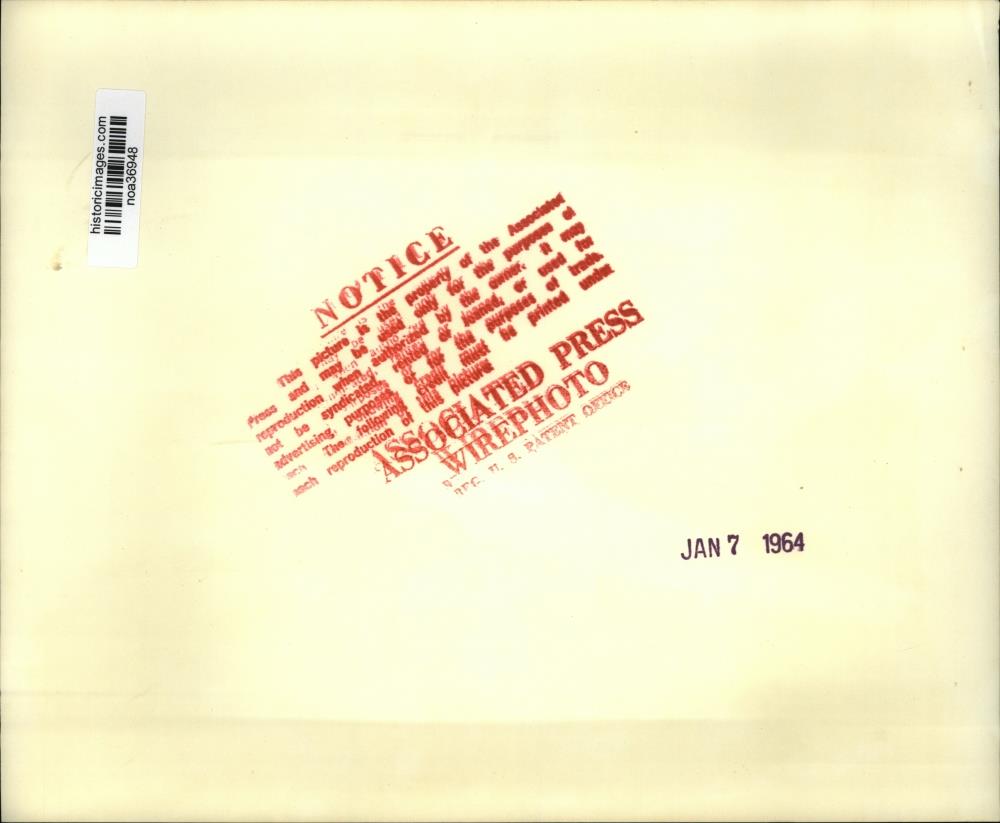 historicimages.com
noa36948
NOTICE
This picture is the property of the Associated
Press and may be used only for the purposes of
reproduction when authorized by the owner. It may
not be syndicated, rented or loaned, or used for
advertising purposes or for the purposes of trade.
The following credit must be printed under
each reproduction of the picture
ASSOCIATED PRESS
WIREPHOTO
REG. U. S. PATENT OFFICE
JAN 7 1964